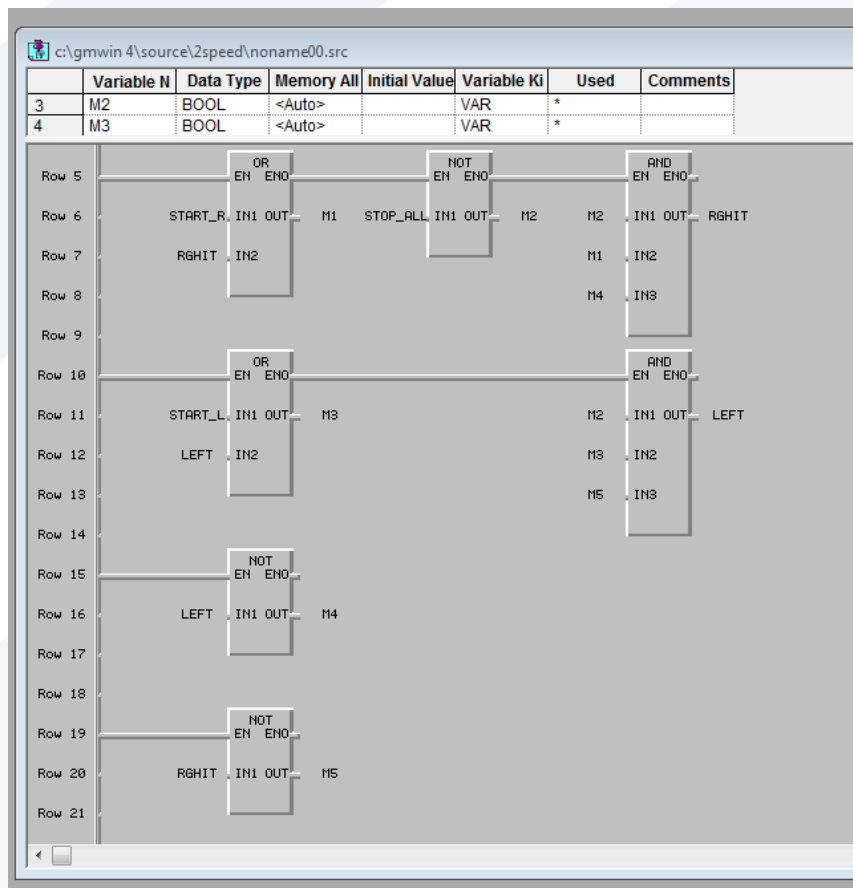 c:\gmwin 4\source\2speed\noname00.src
Variable N Data Type Memory All Initial Value Variable Ki Used Comments
3 M2 BOOL <Auto> VAR *
4 M3 BOOL <Auto> VAR *
OR NOT AND
Row 5 EN ENO EN ENO EN ENO
Row 6 START_R IN1 OUT M1 STOP_ALL IN1 OUT M2 M2 IN1 OUT RGHIT
Row 7 RGHIT IN2 M1 IN2
Row 8 M4 IN3
Row 9
OR AND
Row 10 EN ENO EN ENO
Row 11 START_L IN1 OUT M3 M2 IN1 OUT LEFT
Row 12 LEFT IN2 M3 IN2
Row 13 M5 IN3
Row 14
NOT
Row 15 EN ENO
Row 16 LEFT IN1 OUT M4
Row 17
Row 18
NOT
Row 19 EN ENO
Row 20 RGHIT IN1 OUT M5
Row 21